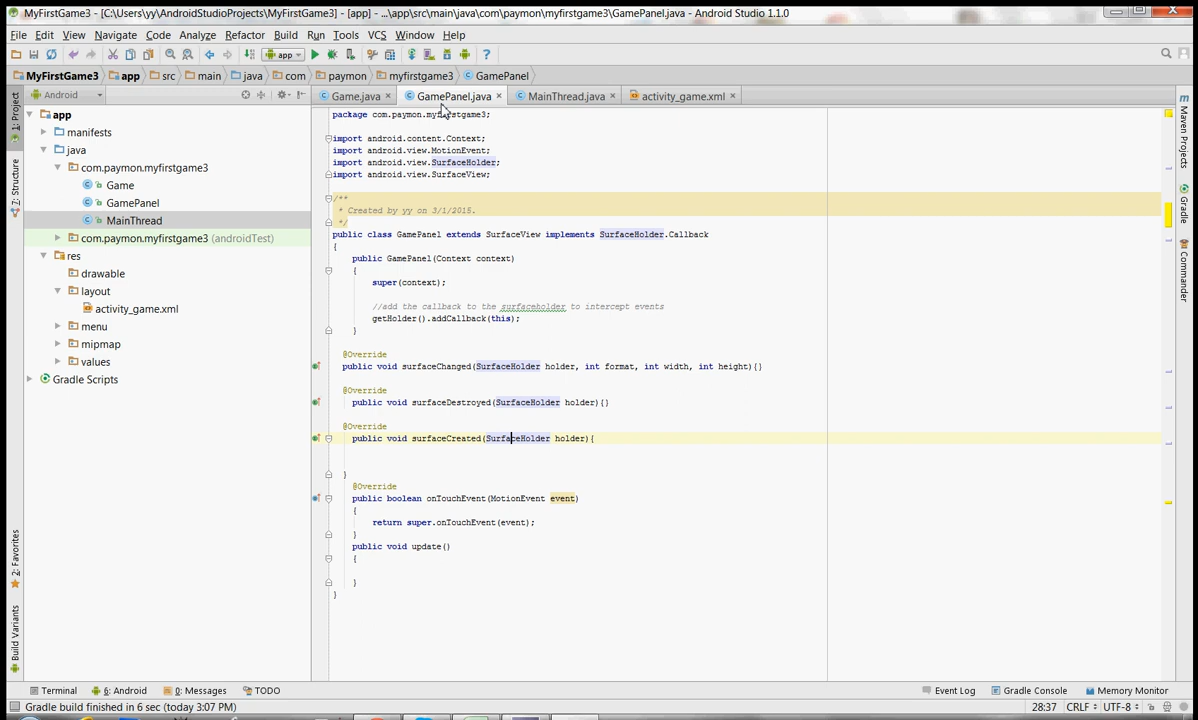 MyFirstGame3 - [C:\Users\yy\AndroidStudioProjects\MyFirstGame3] - [app] - ...\app\src\main\java\com\paymon\myfirstgame3\GamePanel.java - Android Studio 1.1.0
File Edit View Navigate Code Analyze Refactor Build Run Tools VCS Window Help
app
MyFirstGame3 app src main java com paymon myfirstgame3 GamePanel
Android Game.java GamePanel.java MainThread.java activity_game.xml
1: Project
7: Structure
2: Favorites
Build Variants
app
manifests
java
com.paymon.myfirstgame3
Game
GamePanel
MainThread
com.paymon.myfirstgame3 (androidTest)
res
drawable
layout
activity_game.xml
menu
mipmap
values
Gradle Scripts
package com.paymon.myfirstgame3;
import android.content.Context;
import android.view.MotionEvent;
import android.view.SurfaceHolder;
import android.view.SurfaceView;
/**
* Created by yy on 3/1/2015.
*/
public class GamePanel extends SurfaceView implements SurfaceHolder.Callback
{
public GamePanel(Context context)
{
super(context);
//add the callback to the surfaceholder to intercept events
getHolder().addCallback(this);
}
@Override
public void surfaceChanged(SurfaceHolder holder, int format, int width, int height){}
@Override
public void surfaceDestroyed(SurfaceHolder holder){}
@Override
public void surfaceCreated(SurfaceHolder holder){
}
@Override
public boolean onTouchEvent(MotionEvent event)
{
return super.onTouchEvent(event);
}
public void update()
{
}
}
Maven Projects
Gradle
Commander
Terminal 6: Android 0: Messages TODO Event Log Gradle Console Memory Monitor
Gradle build finished in 6 sec (today 3:07 PM) 28:37 CRLF UTF-8